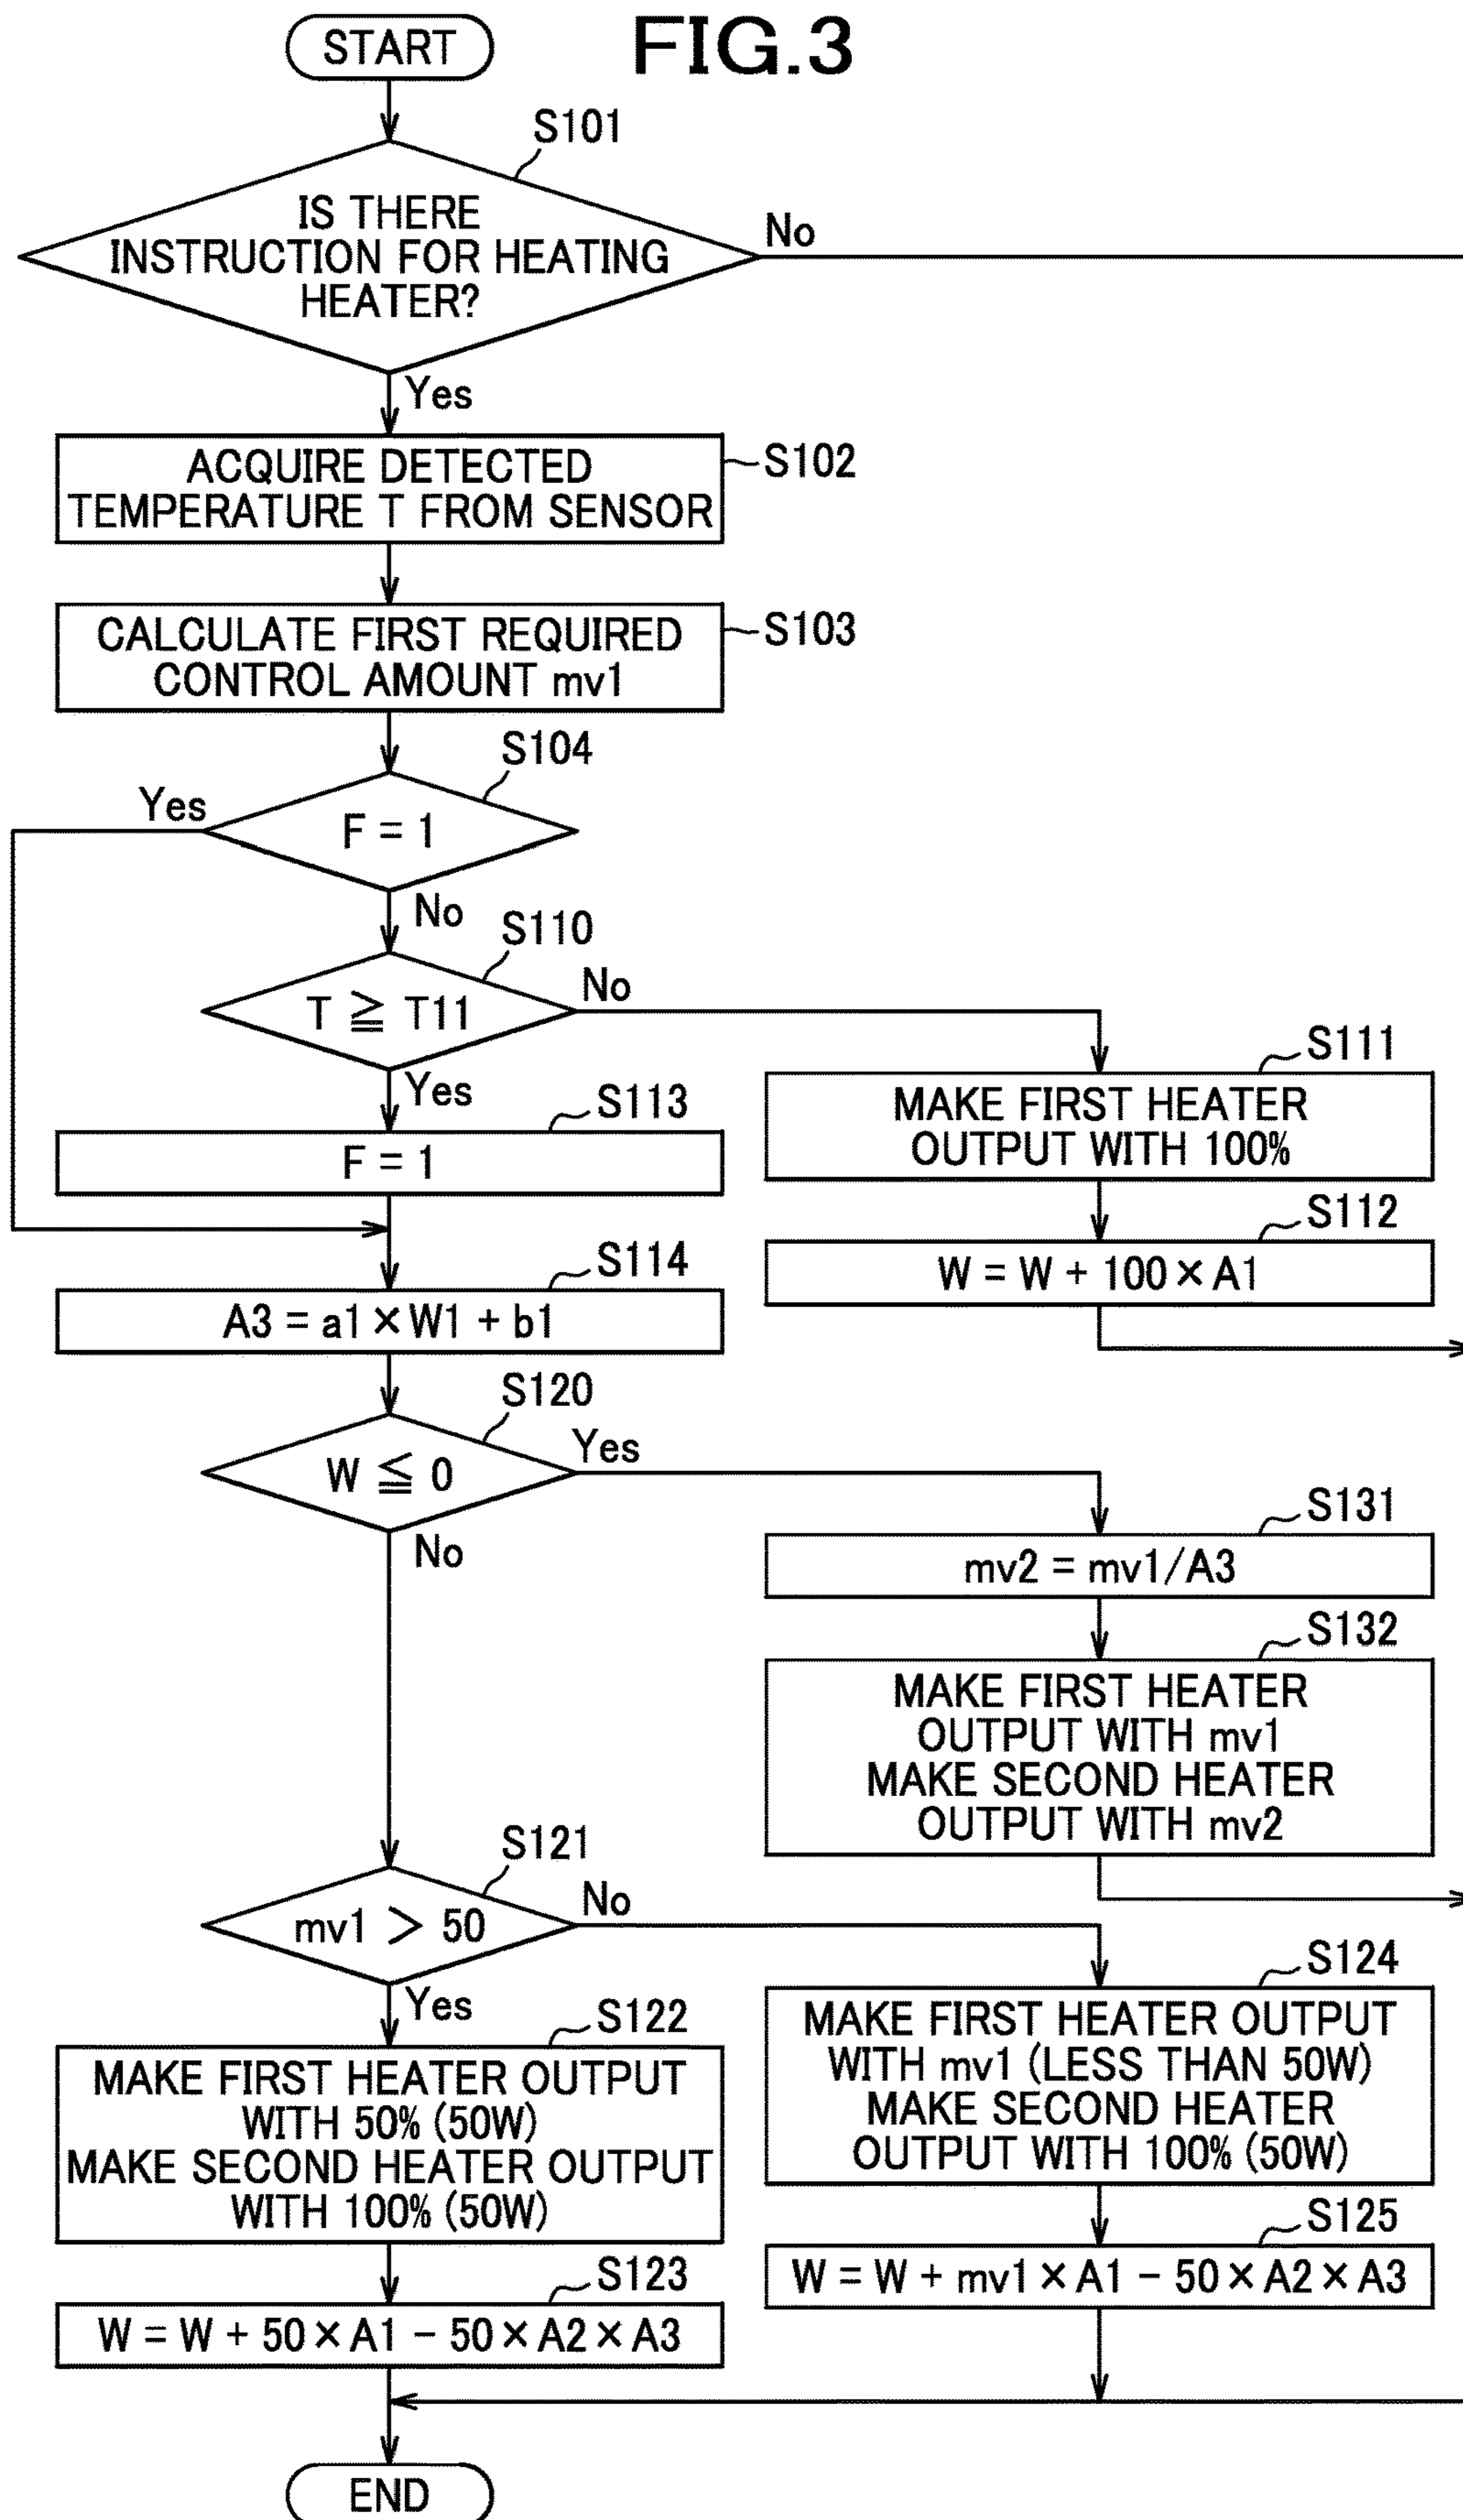 FIG.3
START
S101
IS THERE
INSTRUCTION FOR HEATING
HEATER?
No
Yes
ACQUIRE DETECTED
TEMPERATURE T FROM SENSOR
S102
CALCULATE FIRST REQUIRED
CONTROL AMOUNT mv1
S103
S104
Yes
F = 1
No
S110
T ≧ T11
No
Yes
S111
MAKE FIRST HEATER
OUTPUT WITH 100%
S113
F = 1
S112
W = W + 100 × A1
S114
A3 = a1 × W1 + b1
S120
W ≦ 0
Yes
No
S131
mv2 = mv1/A3
S132
MAKE FIRST HEATER
OUTPUT WITH mv1
MAKE SECOND HEATER
OUTPUT WITH mv2
S121
mv1 > 50
No
Yes
S124
MAKE FIRST HEATER OUTPUT
WITH mv1 (LESS THAN 50W)
MAKE SECOND HEATER
OUTPUT WITH 100% (50W)
S122
MAKE FIRST HEATER OUTPUT
WITH 50% (50W)
MAKE SECOND HEATER OUTPUT
WITH 100% (50W)
S125
W = W + mv1 × A1 − 50 × A2 × A3
S123
W = W + 50 × A1 − 50 × A2 × A3
END